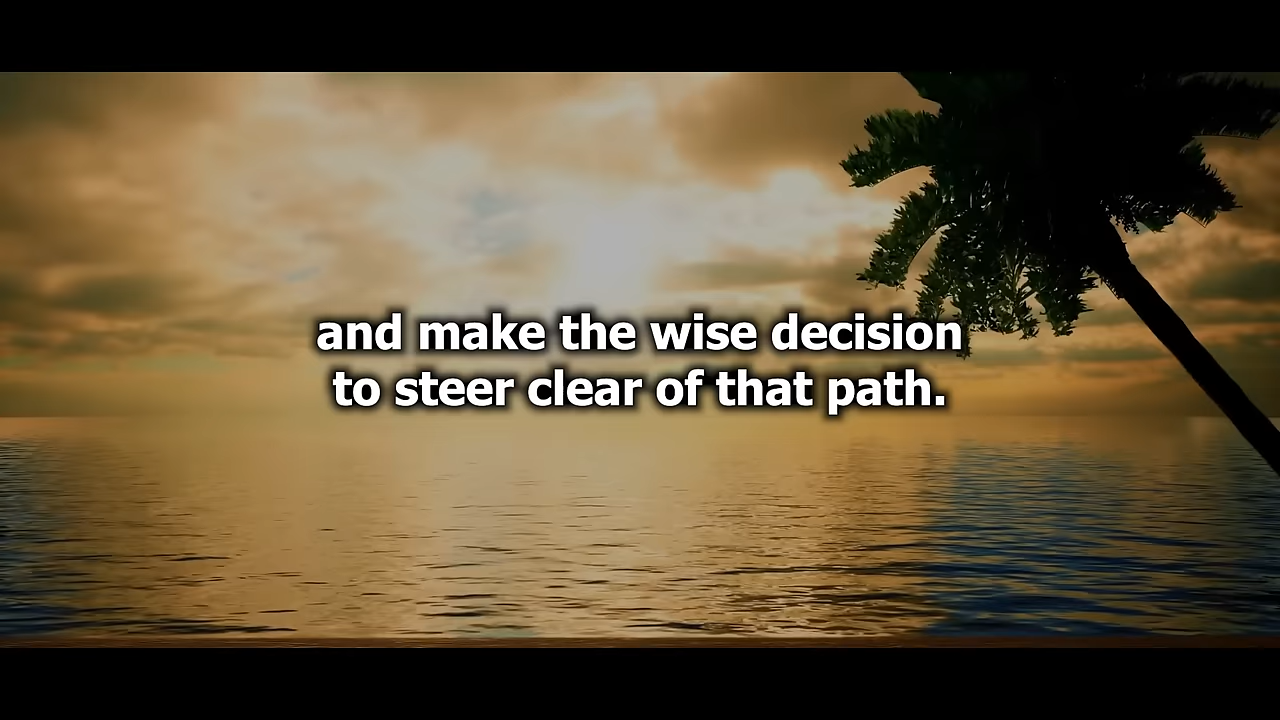 and make the wise decision
to steer clear of that path.